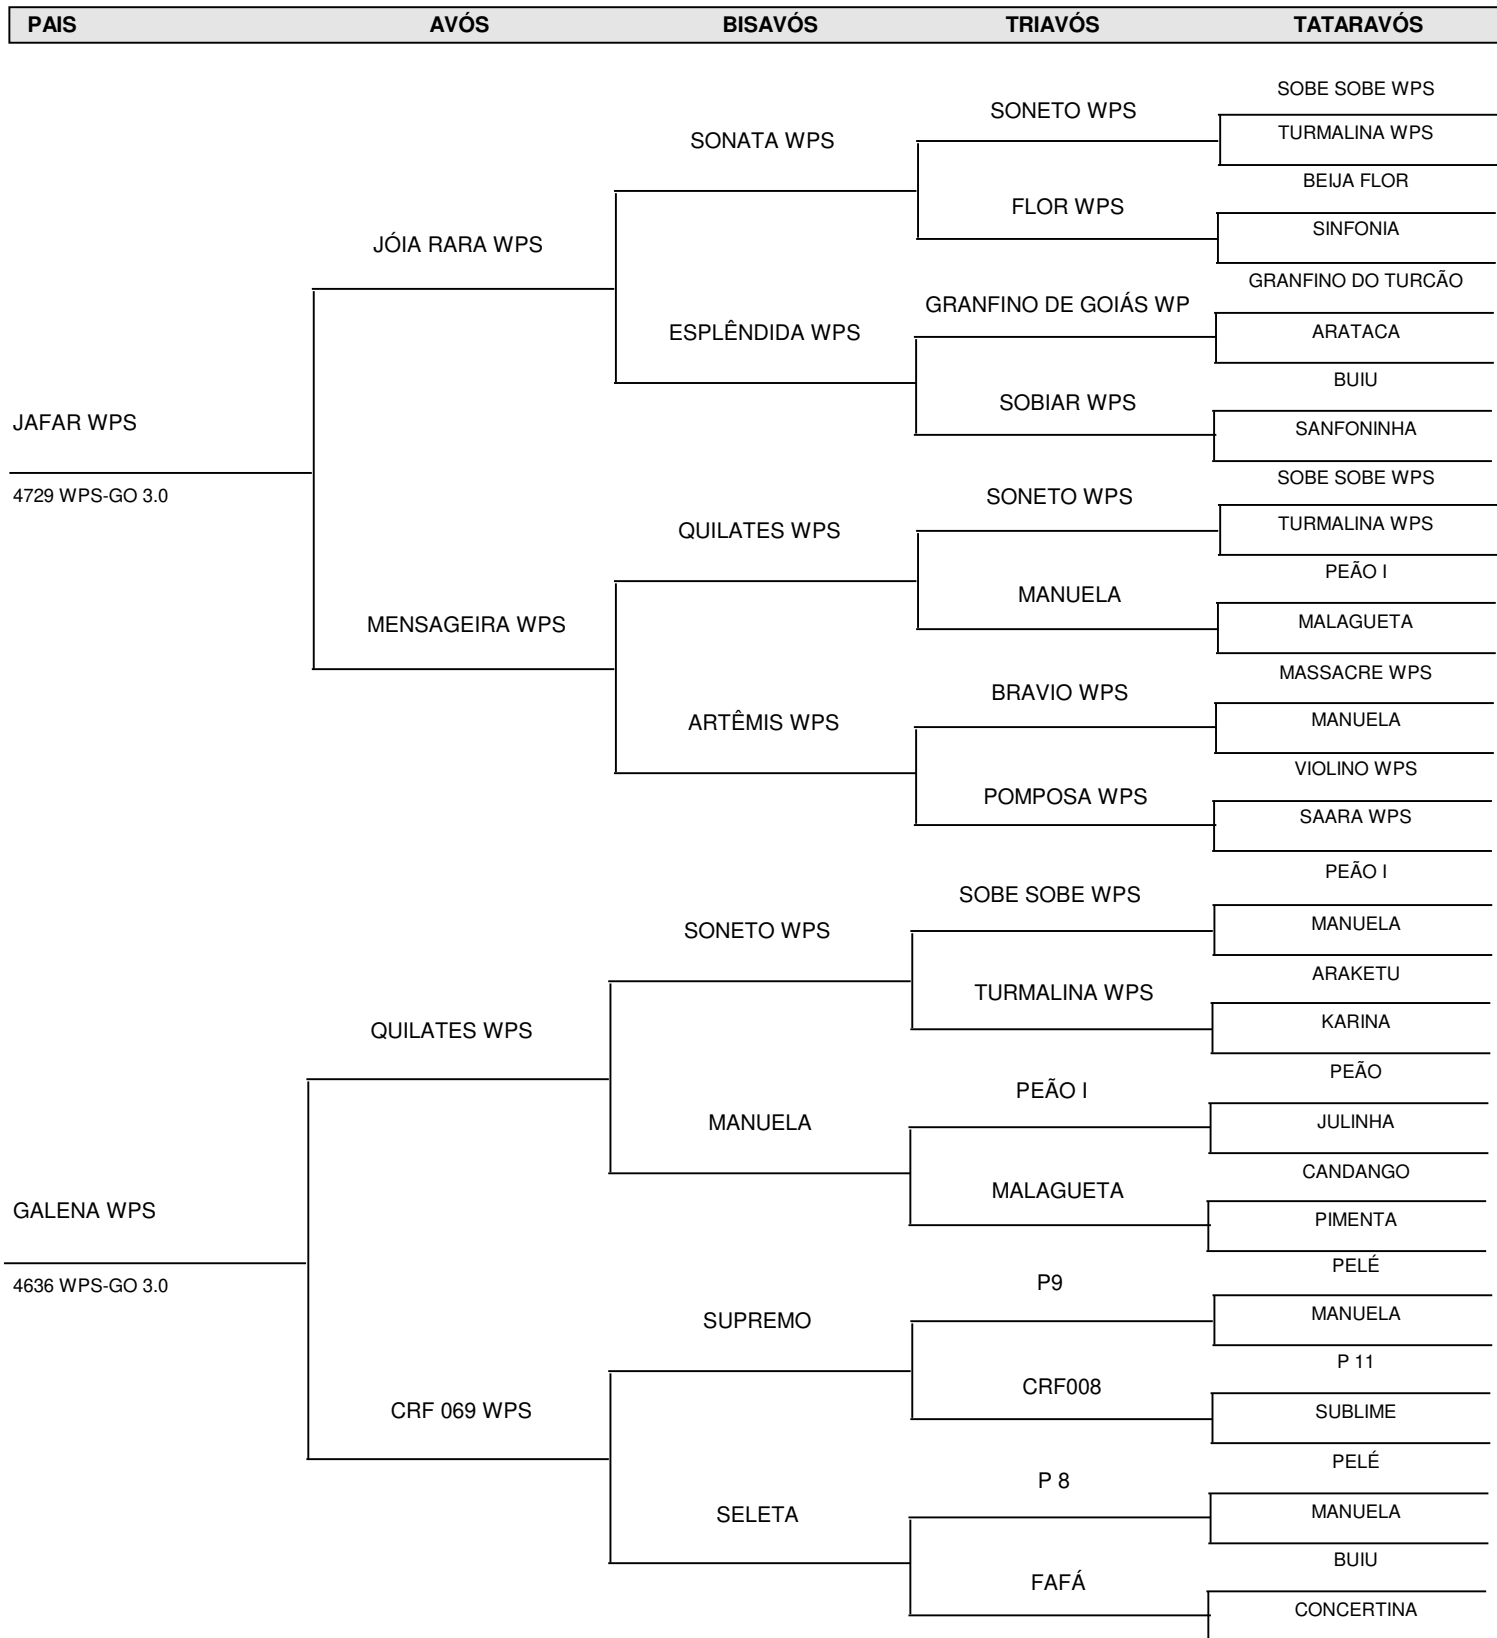 PAIS AVÓS BISAVÓS TRIAVÓS TATARAVÓS
SOBE SOBE WPS
SONETO WPS
TURMALINA WPS
SONATA WPS
BEIJA FLOR
FLOR WPS
SINFONIA
JÓIA RARA WPS
GRANFINO DO TURCÃO
GRANFINO DE GOIÁS WP
ARATACA
ESPLÊNDIDA WPS
BUIU
SOBIAR WPS
JAFAR WPS
SANFONINHA
SOBE SOBE WPS
4729 WPS-GO 3.0
SONETO WPS
TURMALINA WPS
QUILATES WPS
PEÃO I
MANUELA
MALAGUETA
MENSAGEIRA WPS
MASSACRE WPS
BRAVIO WPS
MANUELA
ARTÊMIS WPS
VIOLINO WPS
POMPOSA WPS
SAARA WPS
PEÃO I
SOBE SOBE WPS
MANUELA
SONETO WPS
ARAKETU
TURMALINA WPS
KARINA
QUILATES WPS
PEÃO
PEÃO I
JULINHA
MANUELA
CANDANGO
MALAGUETA
GALENA WPS
PIMENTA
PELÉ
4636 WPS-GO 3.0
P9
MANUELA
SUPREMO
P 11
CRF008
SUBLIME
CRF 069 WPS
PELÉ
P 8
MANUELA
SELETA
BUIU
FAFÁ
CONCERTINA